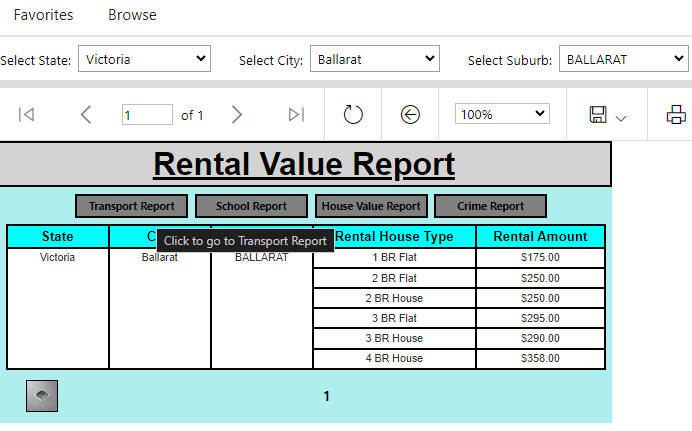 Favorites Browse
Select State: Victoria Select City: Ballarat Select Suburb: BALLARAT
1 of 1 100%
Rental Value Report
Transport Report School Report House Value Report Crime Report
State C Rental House Type Rental Amount
Click to go to Transport Report
Victoria Ballarat BALLARAT 1 BR Flat $175.00
2 BR Flat $250.00
2 BR House $250.00
3 BR Flat $295.00
3 BR House $290.00
4 BR House $358.00
1